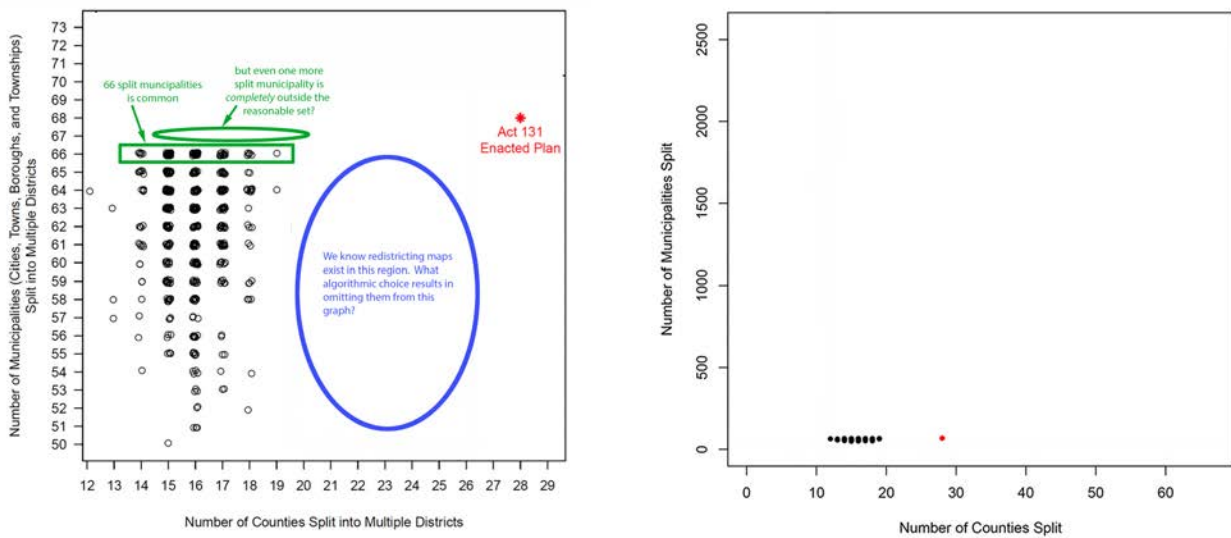 Number of Municipalities (Cities, Towns, Boroughs, and Townships)
Split into Multiple Districts
73
72
71
70
69
68
67
66
65
64
63
62
61
60
59
58
57
56
55
54
53
52
51
50
66 split muncipalities
is common
but even one more
split municipality is
completely outside the
reasonable set?
Act 131
Enacted Plan
We know redistricting maps
exist in this region. What
algorithmic choice results in
omitting them from this
graph?
12 13 14 15 16 17 18 19 20 21 22 23 24 25 26 27 28 29
Number of Counties Split into Multiple Districts
Number of Municipalities Split
2500
2000
1500
1000
500
0
0 10 20 30 40 50 60
Number of Counties Split